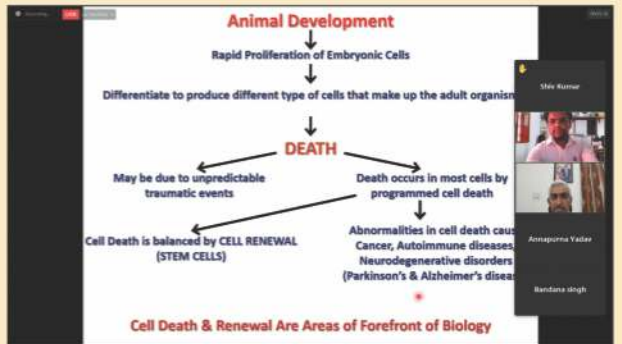 Animal Development
Rapid Proliferation of Embryonic Cells
Differentiate to produce different type of cells that make up the adult organism
DEATH
May be due to unpredictable
traumatic events
Death occurs in most cells by
programmed cell death
Cell Death is balanced by CELL RENEWAL
(STEM CELLS)
Abnormalities in cell death caus
Cancer, Autoimmune diseases,
Neurodegenerative disorders
(Parkinson's & Alzheimer's diseas
Cell Death & Renewal Are Areas of Forefront of Biology
Shiv Kumar
Annapurna Yadav
Bandana singh